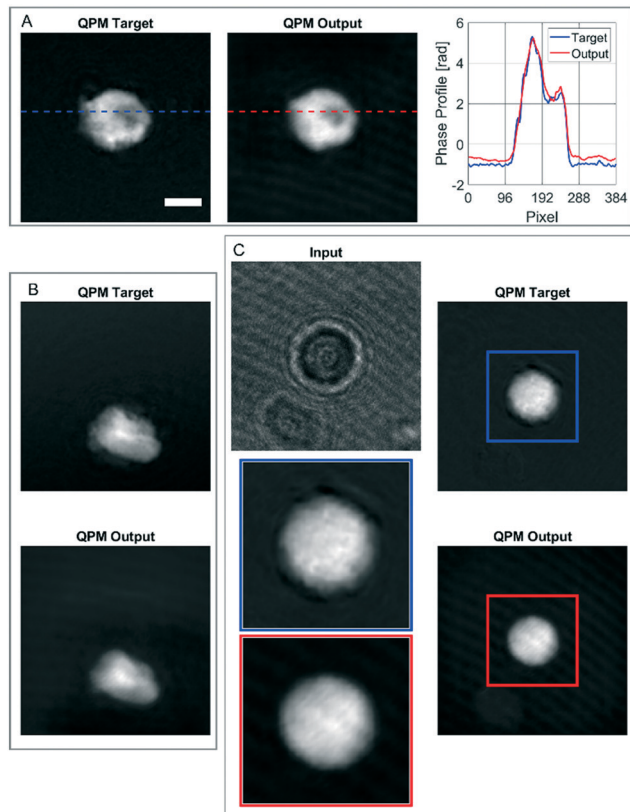 A
QPM Target
QPM Output
6
4
2
0
-2
Phase Profile [rad]
Target
Output
0 96 192 288 384
Pixel
B
QPM Target
QPM Output
C
Input
QPM Target
QPM Output